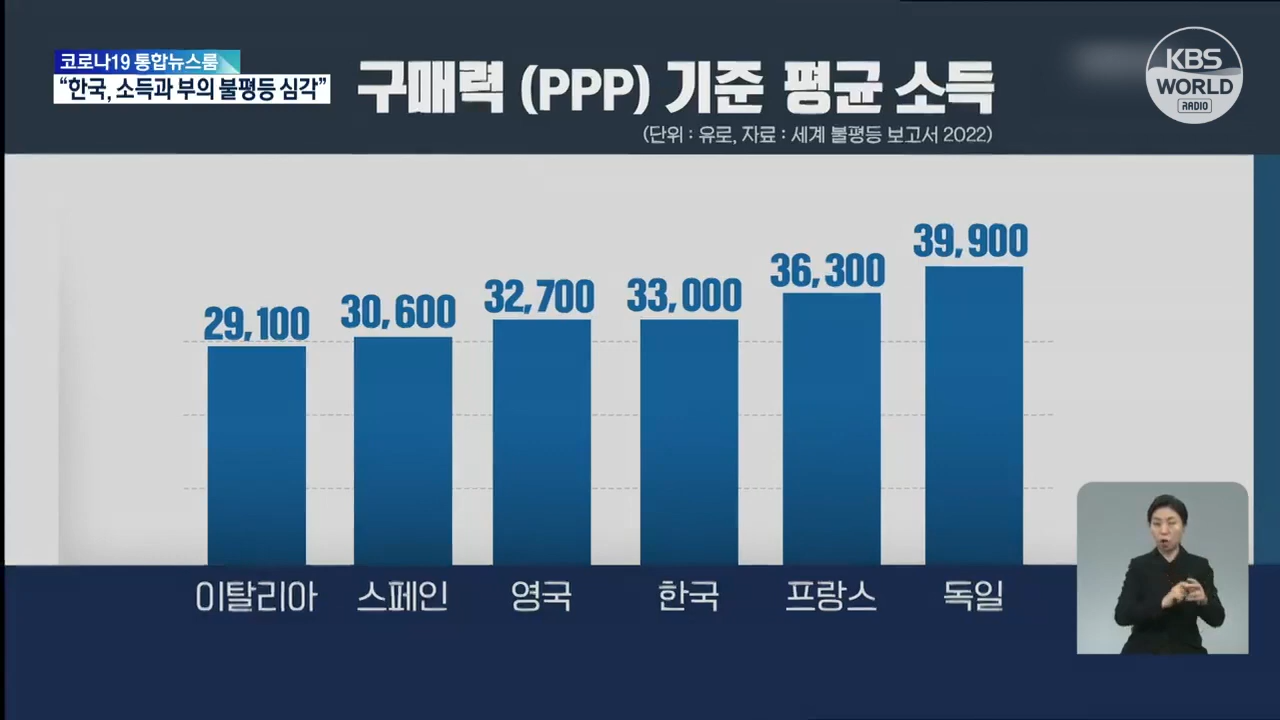 코로나19 통합뉴스룸
“한국, 소득과 부의 불평등 심각”
구매력 (PPP) 기준 평균 소득
(단위 : 유로, 자료 : 세계 불평등 보고서 2022)
KBS
WORLD
RADIO
29,100
30,600
32,700
33,000
36,300
39,900
이탈리아
스페인
영국
한국
프랑스
독일